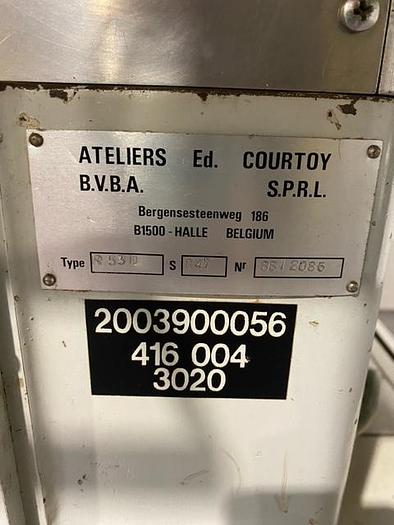 ATELIERS Ed. COURTOY
B.V.B.A. S.P.R.L.
Bergensesteenweg 186
B1500 - HALLE BELGIUM
Type S Nr
2003900056
416 004
3020